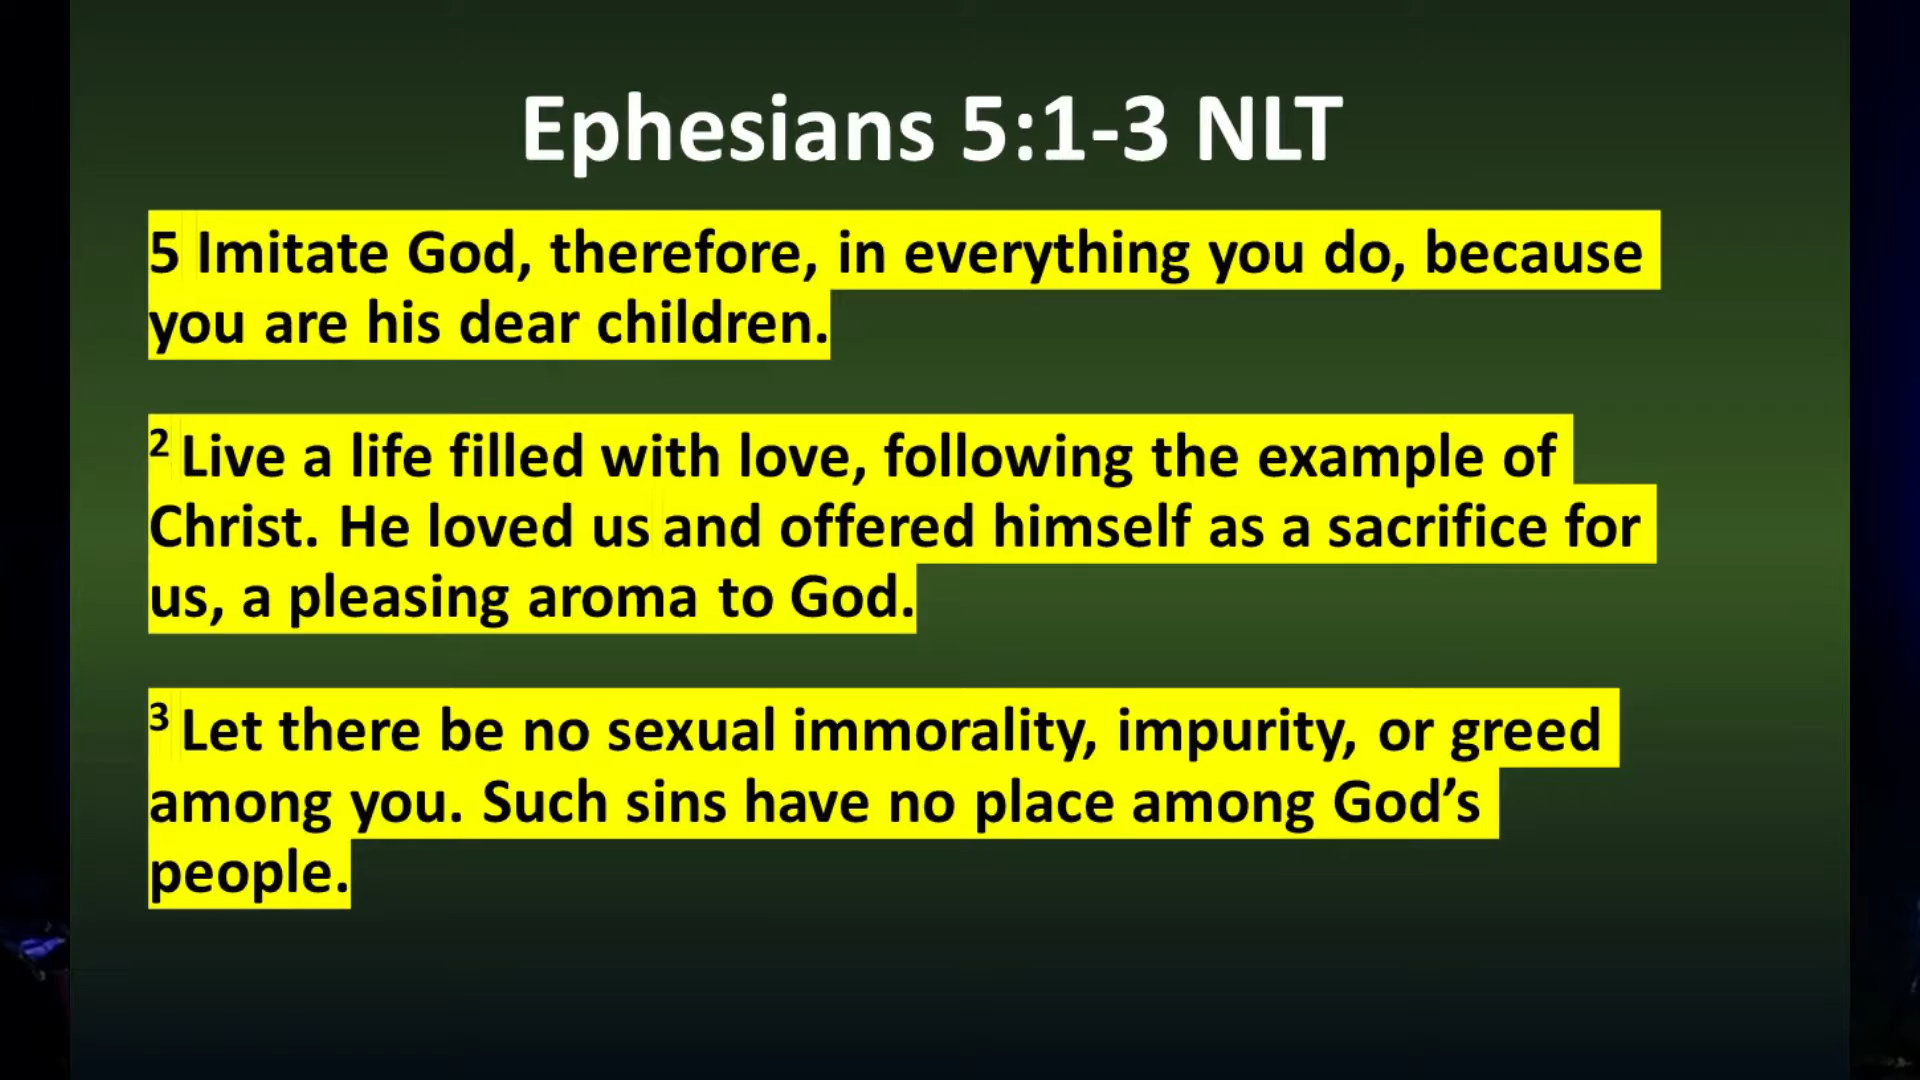 Ephesians 5:1-3 NLT
5 Imitate God, therefore, in everything you do, because
you are his dear children.
2 Live a life filled with love, following the example of
Christ. He loved us and offered himself as a sacrifice for
us, a pleasing aroma to God.
3 Let there be no sexual immorality, impurity, or greed
among you. Such sins have no place among God’s
people.